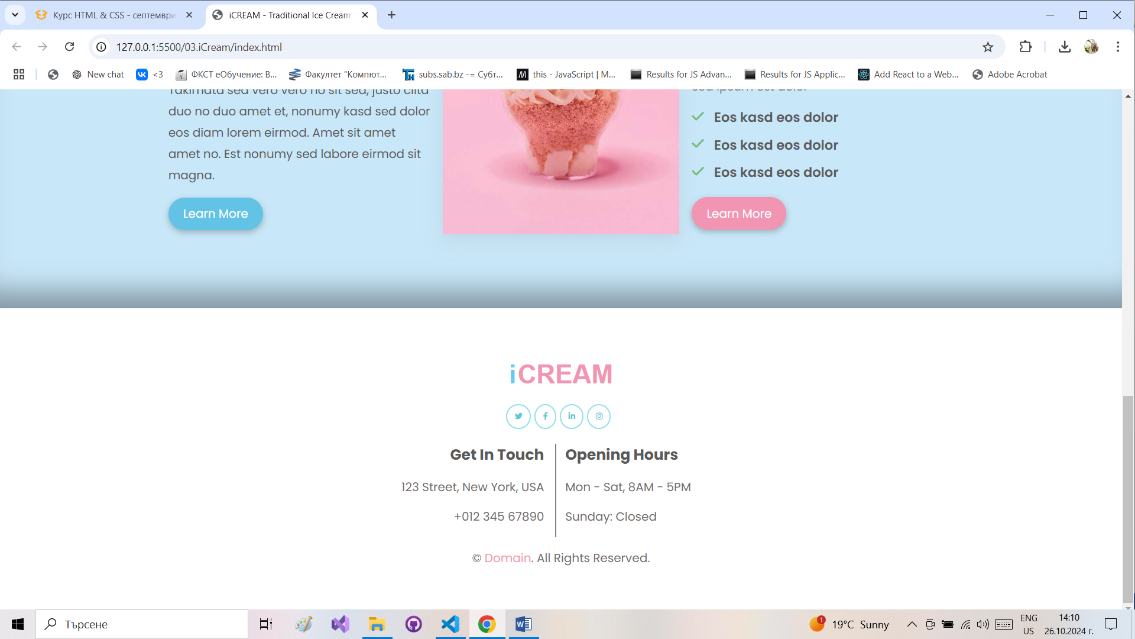 Курс HTML & CSS - септември
iCREAM - Traditional Ice Cream
127.0.0.1:5500/03.iCream/index.html
New chat
<3
ФКСТ еОбучение: В...
Факултет "Компют...
subs.sab.bz -= Субт...
this - JavaScript | M...
Results for JS Advan...
Results for JS Applic...
Add React to a Web...
Adobe Acrobat
Takimata sed vero vero no sit sed, justo clita
duo no duo amet et, nonumy kasd sed dolor
eos diam lorem eirmod. Amet sit amet
amet no. Est nonumy sed labore eirmod sit
magna.
Learn More
sed ipsum est dolor
Eos kasd eos dolor
Eos kasd eos dolor
Eos kasd eos dolor
Learn More
iCREAM
Get In Touch
123 Street, New York, USA
+012 345 67890
Opening Hours
Mon - Sat, 8AM - 5PM
Sunday: Closed
© Domain. All Rights Reserved.
Търсене
19°C Sunny
ENG
US
14:10
26.10.2024 г.